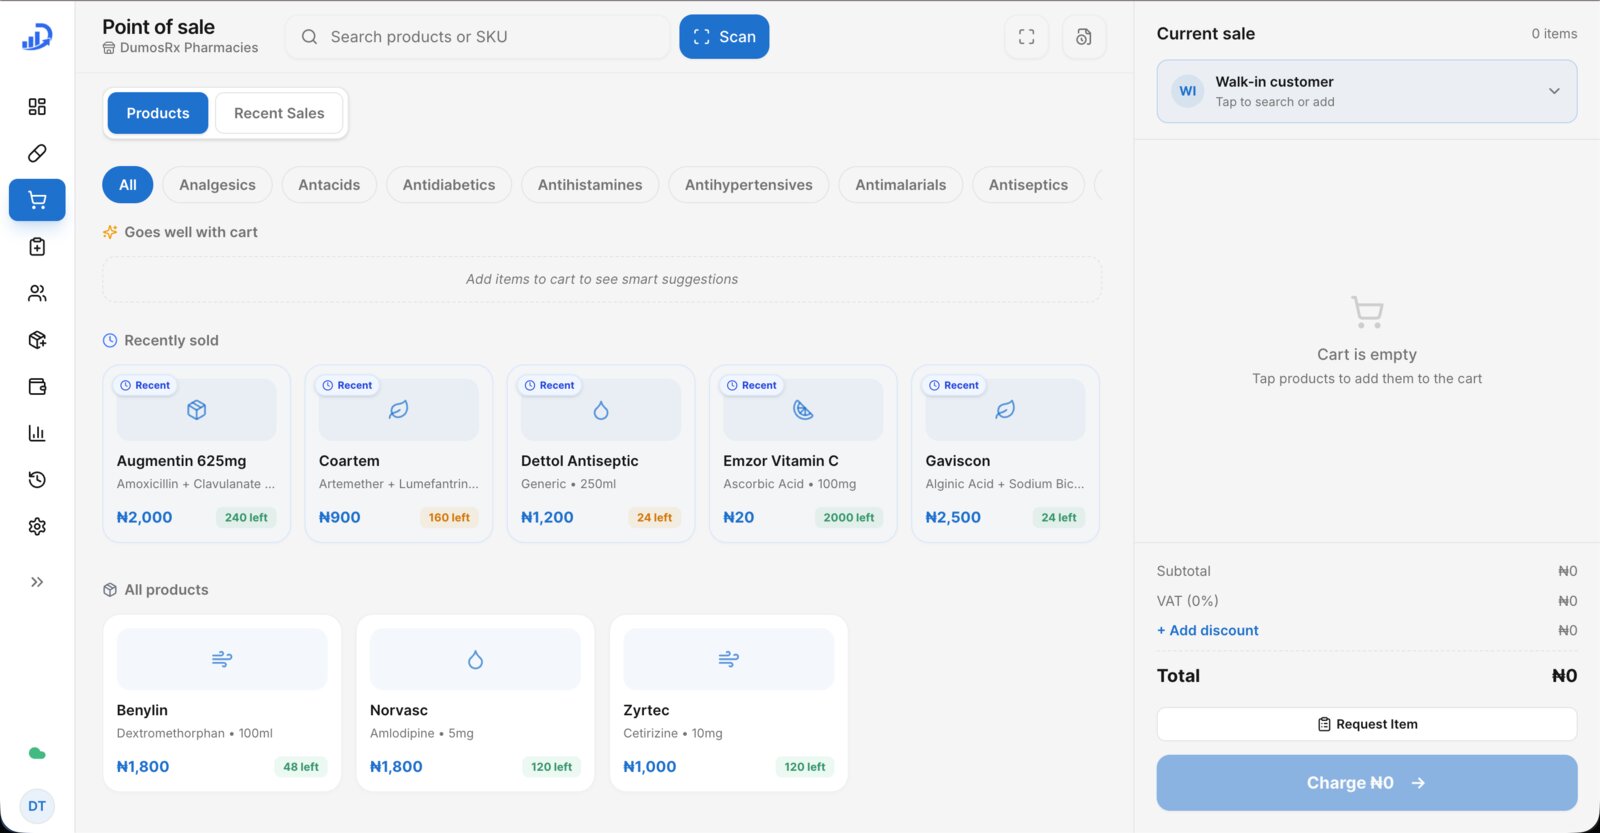 Point of sale
DumosRx Pharmacies
Search products or SKU
Scan
Products
Recent Sales
All
Analgesics
Antacids
Antidiabetics
Antihistamines
Antihypertensives
Antimalarials
Antiseptics
Goes well with cart
Add items to cart to see smart suggestions
Recently sold
Recent
Augmentin 625mg
Amoxicillin + Clavulanate ...
₦2,000
240 left
Recent
Coartem
Artemether + Lumefantrin...
₦900
160 left
Recent
Dettol Antiseptic
Generic • 250ml
₦1,200
24 left
Recent
Emzor Vitamin C
Ascorbic Acid • 100mg
₦20
2000 left
Recent
Gaviscon
Alginic Acid + Sodium Bic...
₦2,500
24 left
All products
Benylin
Dextromethorphan • 100ml
₦1,800
48 left
Norvasc
Amlodipine • 5mg
₦1,800
120 left
Zyrtec
Cetirizine • 10mg
₦1,000
120 left
DT
Current sale
0 items
WI
Walk-in customer
Tap to search or add
Cart is empty
Tap products to add them to the cart
Subtotal ₦0
VAT (0%) ₦0
+ Add discount ₦0
Total ₦0
Request Item
Charge ₦0 →